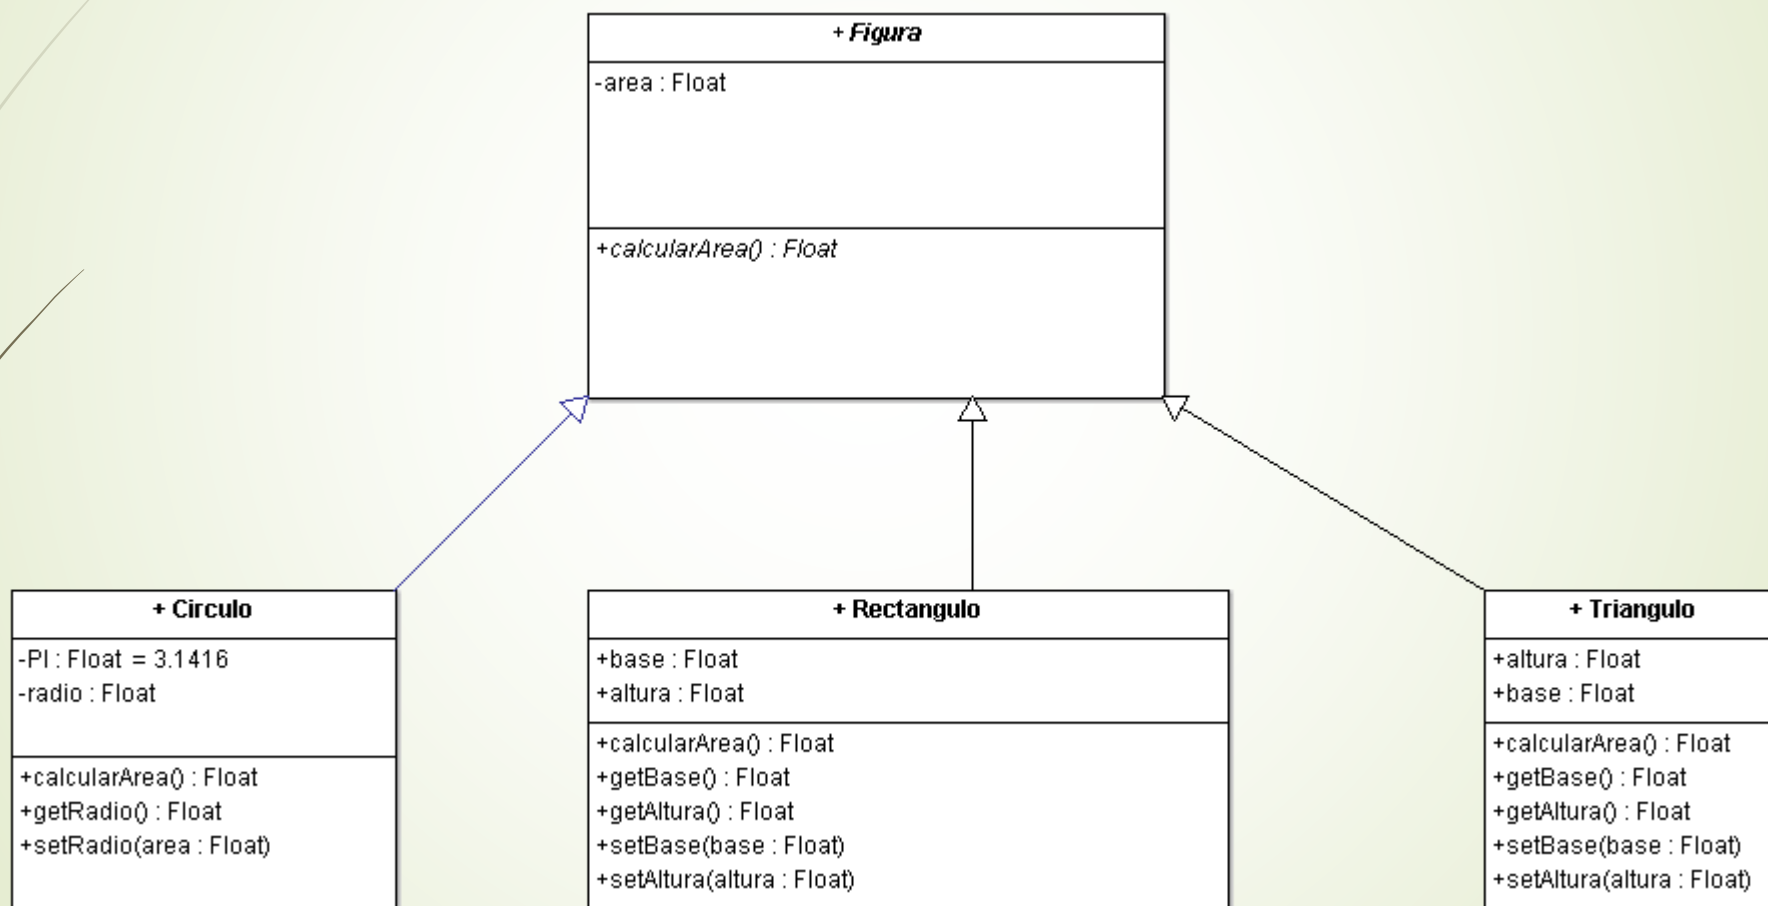 + Figura
-area : Float
+calcularArea() : Float
+ Circulo
-PI : Float = 3.1416
-radio : Float
+calcularArea() : Float
+getRadio() : Float
+setRadio(area : Float)
+ Rectangulo
+base : Float
+altura : Float
+calcularArea() : Float
+getBase() : Float
+getAltura() : Float
+setBase(base : Float)
+setAltura(altura : Float)
+ Triangulo
+altura : Float
+base : Float
+calcularArea() : Float
+getBase() : Float
+getAltura() : Float
+setBase(base : Float)
+setAltura(altura : Float)